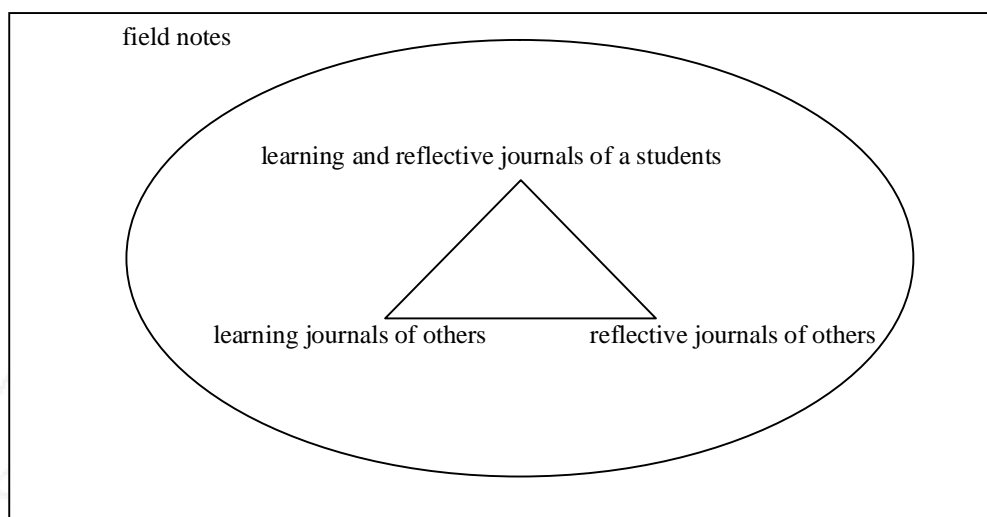 field notes
learning and reflective journals of a students
learning journals of others
reflective journals of others